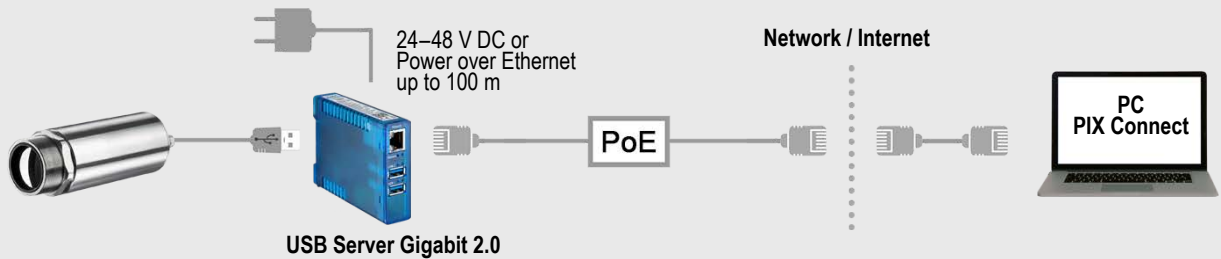 24–48 V DC or
Power over Ethernet
up to 100 m
Network / Internet
PoE
PC
PIX Connect
USB Server Gigabit 2.0